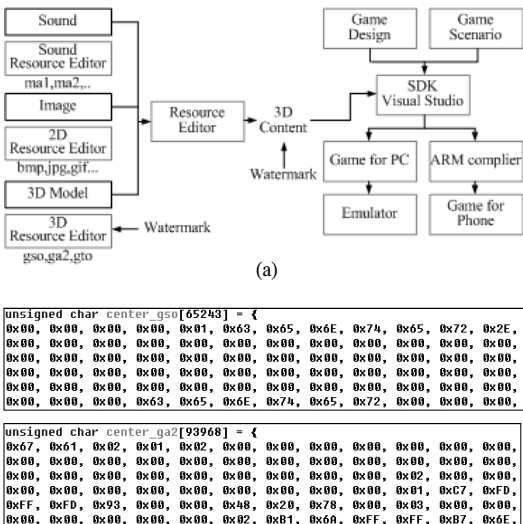 Sound
Sound
Resource Editor
ma1,ma2,..
Image
2D
Resource Editor
bmp,jpg,gif...
3D Model
3D
Resource Editor
gso,ga2,gto
Watermark
Resource
Editor
3D
Content
Watermark
Game
Design
Game
Scenario
SDK
Visual Studio
Game for PC
ARM complier
Emulator
Game for
Phone
(a)
unsigned char center_gso[65243] = {
0x00, 0x00, 0x00, 0x00, 0x01, 0x63, 0x65, 0x6E, 0x74, 0x65, 0x72, 0x2E,
0x00, 0x00, 0x00, 0x00, 0x00, 0x00, 0x00, 0x00, 0x00, 0x00, 0x00, 0x00,
0x00, 0x00, 0x00, 0x00, 0x00, 0x00, 0x00, 0x00, 0x00, 0x00, 0x00, 0x00,
0x00, 0x00, 0x00, 0x00, 0x00, 0x00, 0x00, 0x00, 0x00, 0x00, 0x00, 0x00,
0x00, 0x00, 0x00, 0x00, 0x00, 0x00, 0x00, 0x00, 0x00, 0x00, 0x00, 0x00,
0x00, 0x00, 0x00, 0x63, 0x65, 0x6E, 0x74, 0x65, 0x72, 0x00, 0x00, 0x00,
unsigned char center_ga2[93968] = {
0x67, 0x61, 0x02, 0x01, 0x02, 0x00, 0x00, 0x00, 0x00, 0x00, 0x00, 0x00,
0x00, 0x00, 0x00, 0x00, 0x00, 0x00, 0x00, 0x00, 0x00, 0x00, 0x00, 0x00,
0x00, 0x00, 0x00, 0x00, 0x00, 0x00, 0x00, 0x00, 0x00, 0x02, 0x00, 0x00,
0x00, 0x00, 0x00, 0x00, 0x00, 0x00, 0x00, 0x00, 0x00, 0x01, 0xC7, 0xFD,
0xFF, 0xFD, 0x93, 0x00, 0x00, 0x48, 0x20, 0x78, 0x00, 0x03, 0x00, 0x00,
0x00, 0x00, 0x00, 0x00, 0x00, 0x02, 0xB1, 0x6A, 0xFF, 0xFF, 0xB7, 0x6E,